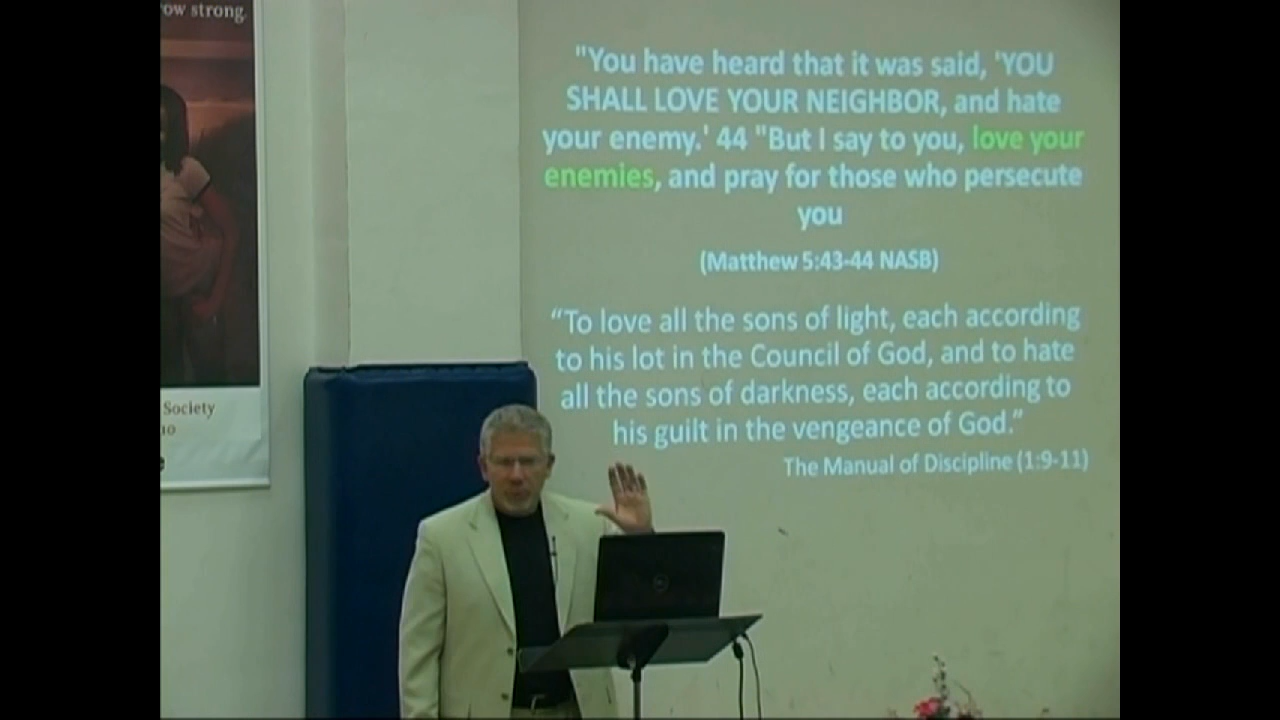 ow strong.
"You have heard that it was said, 'YOU
SHALL LOVE YOUR NEIGHBOR, and hate
your enemy.' 44 "But I say to you, love your
enemies, and pray for those who persecute
you
(Matthew 5:43-44 NASB)
“To love all the sons of light, each according
to his lot in the Council of God, and to hate
all the sons of darkness, each according to
his guilt in the vengeance of God.”
The Manual of Discipline (1:9-11)
Society